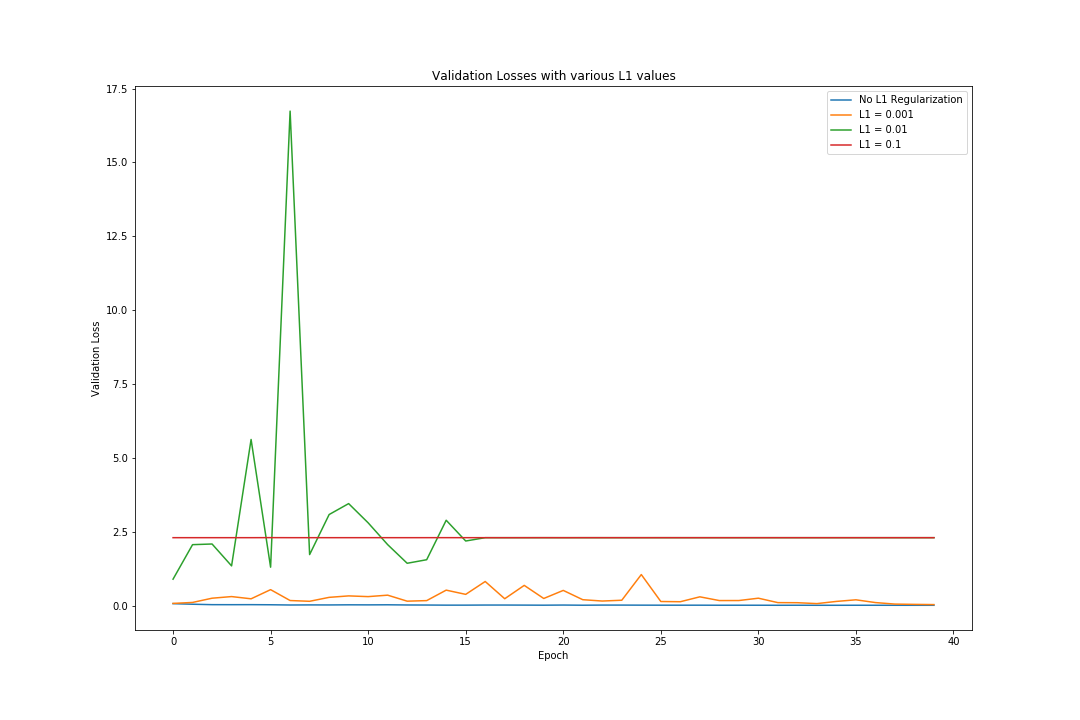 Validation Losses with various L1 values
No L1 Regularization
L1 = 0.001
L1 = 0.01
L1 = 0.1
17.5
15.0
12.5
10.0
7.5
5.0
2.5
0.0
Validation Loss
0 5 10 15 20 25 30 35 40
Epoch